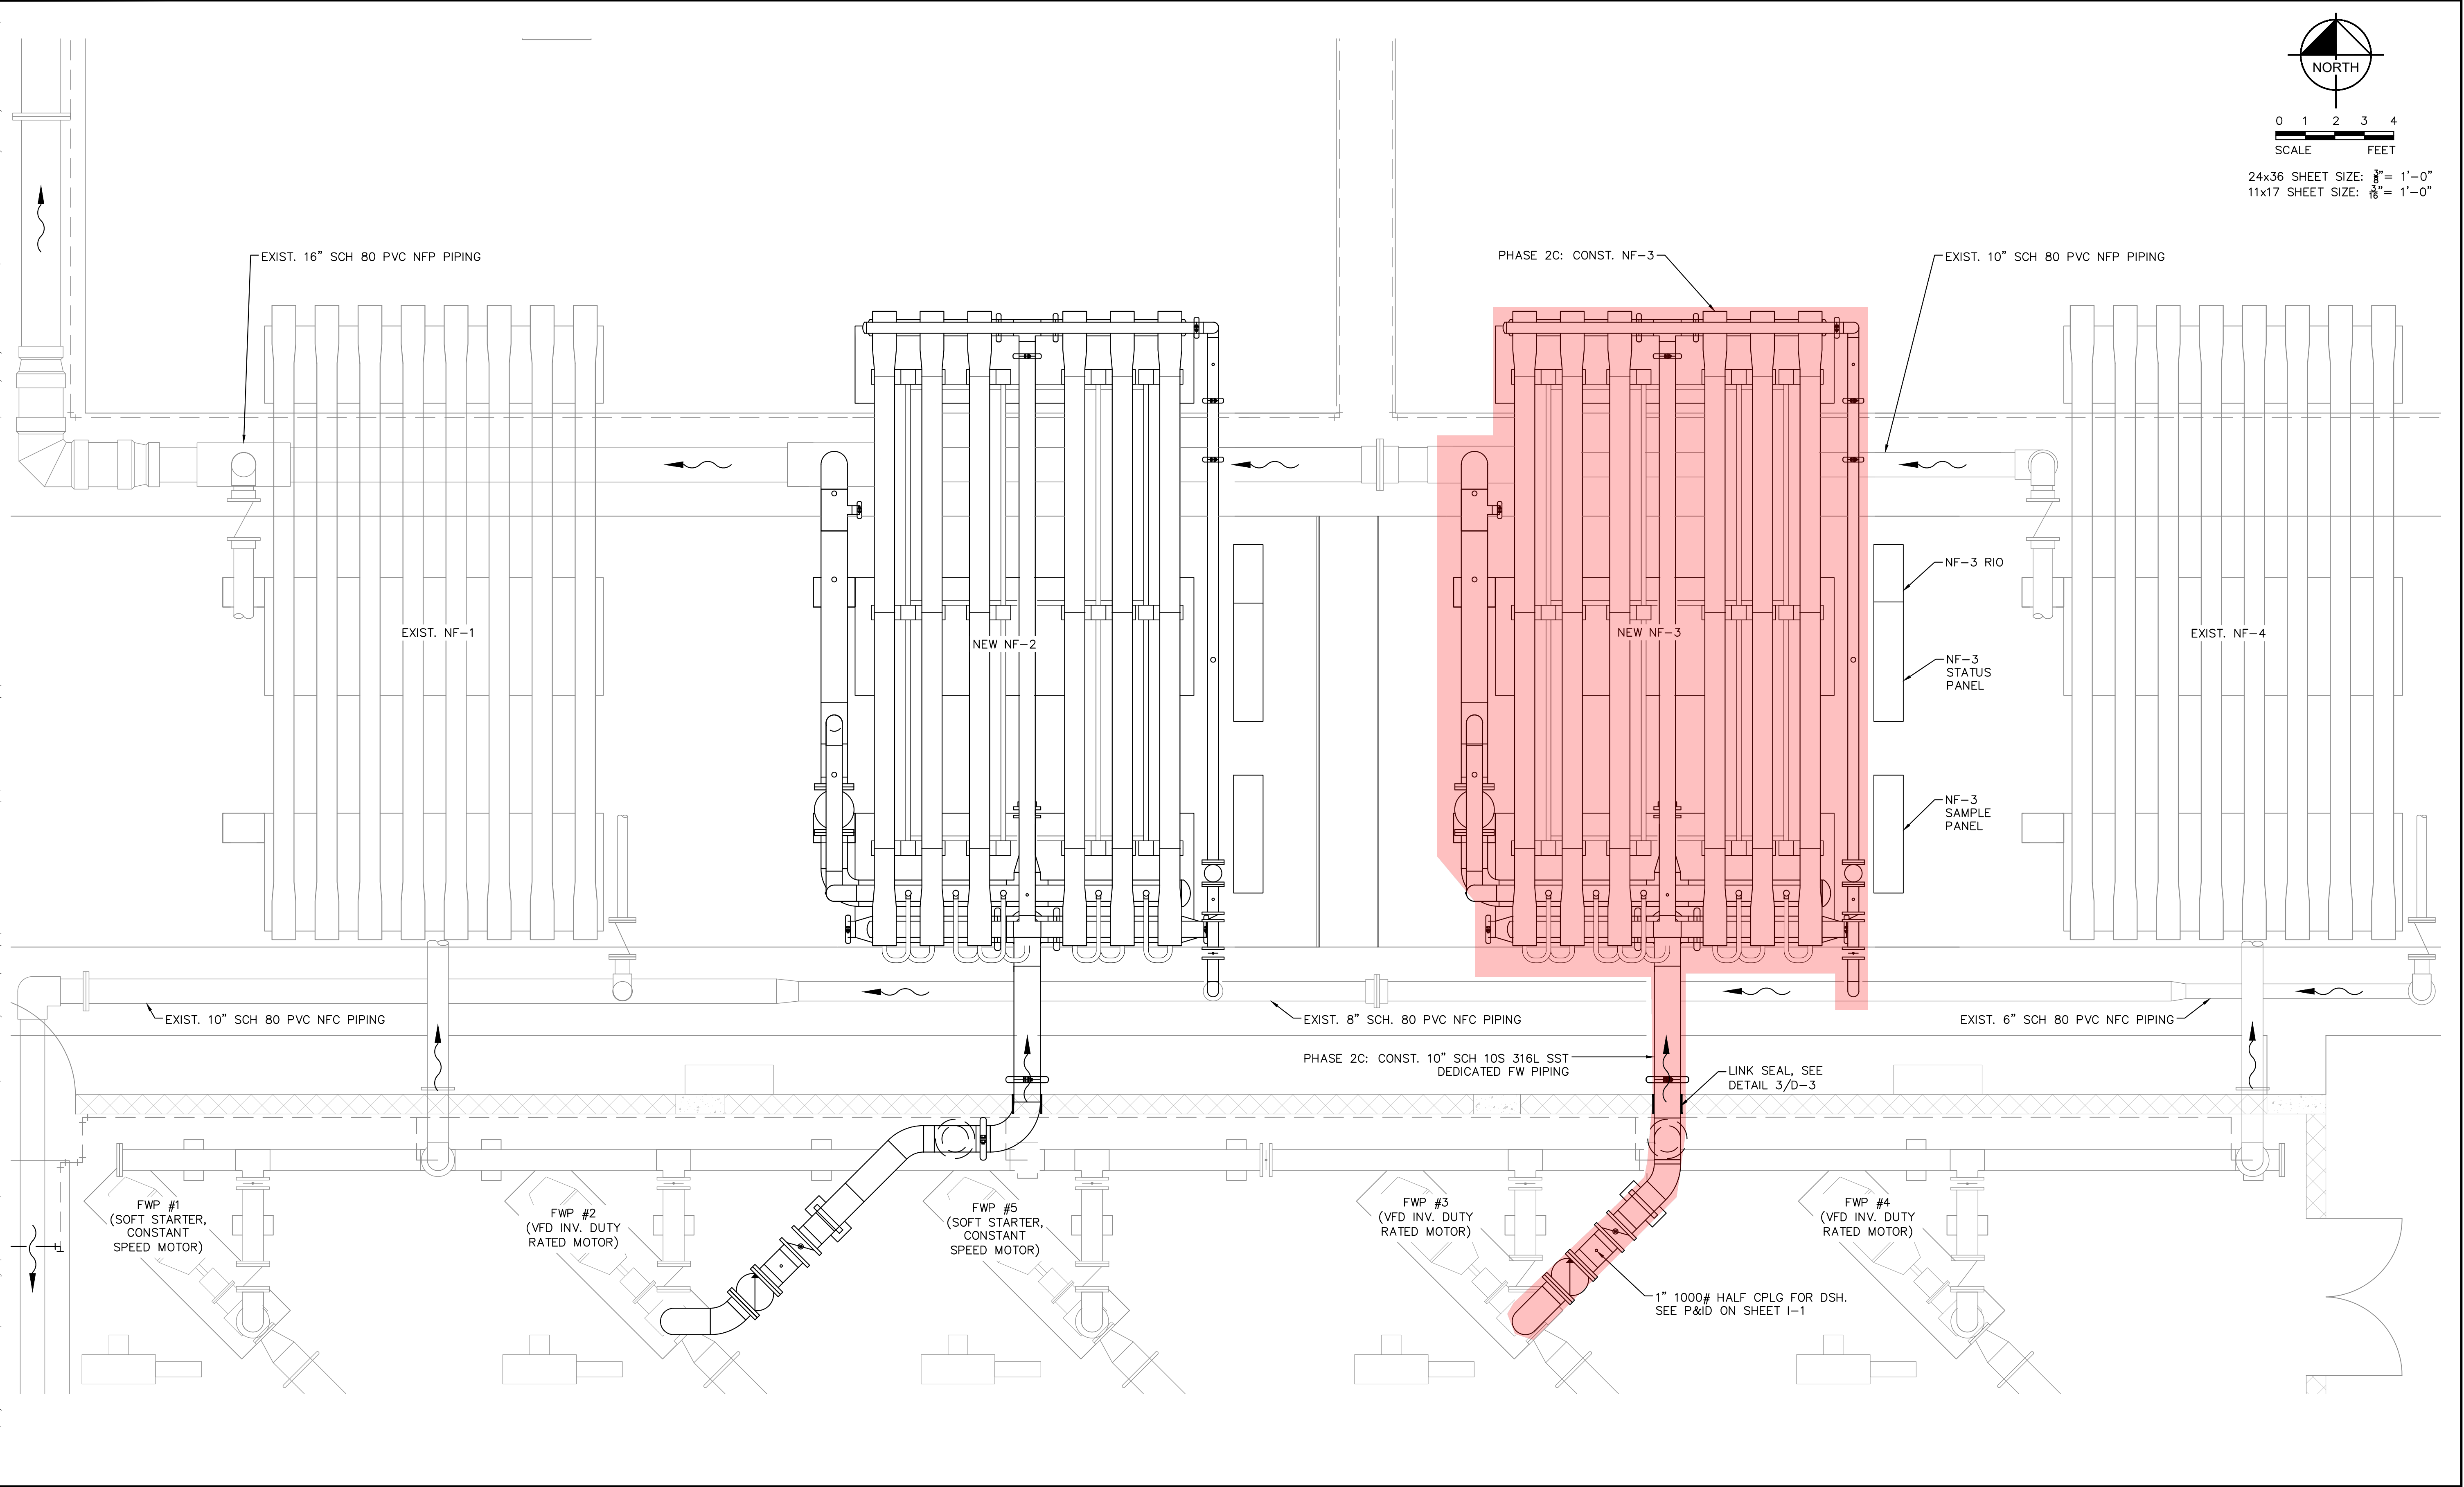 NORTH
0 1 2 3 4
SCALE FEET
24x36 SHEET SIZE: 3/8"= 1'-0"
11x17 SHEET SIZE: 3/16"= 1'-0"
EXIST. 16" SCH 80 PVC NFP PIPING
PHASE 2C: CONST. NF-3
EXIST. 10" SCH 80 PVC NFP PIPING
NF-3 RIO
EXIST. NF-1
NEW NF-2
NEW NF-3
EXIST. NF-4
NF-3
STATUS
PANEL
NF-3
SAMPLE
PANEL
EXIST. 10" SCH 80 PVC NFC PIPING
EXIST. 8" SCH. 80 PVC NFC PIPING
EXIST. 6" SCH 80 PVC NFC PIPING
PHASE 2C: CONST. 10" SCH 10S 316L SST
DEDICATED FW PIPING
LINK SEAL, SEE
DETAIL 3/D-3
FWP #1
(SOFT STARTER,
CONSTANT
SPEED MOTOR)
FWP #2
(VFD INV. DUTY
RATED MOTOR)
FWP #5
(SOFT STARTER,
CONSTANT
SPEED MOTOR)
FWP #3
(VFD INV. DUTY
RATED MOTOR)
FWP #4
(VFD INV. DUTY
RATED MOTOR)
1" 1000# HALF CPLG FOR DSH.
SEE P&ID ON SHEET I-1